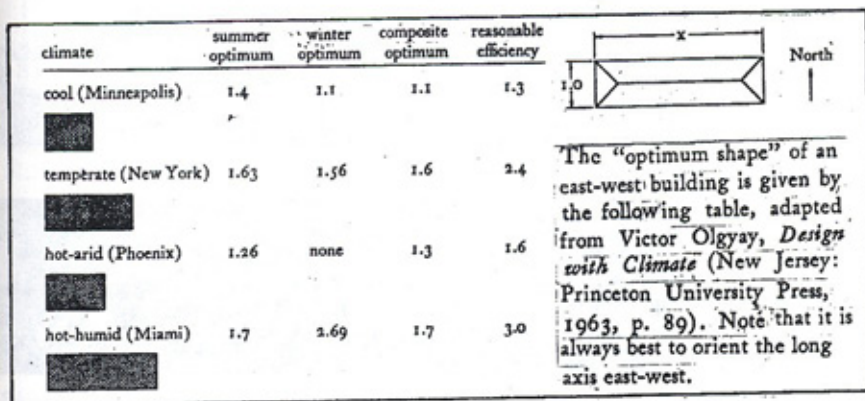 climate summer optimum winter optimum composite optimum reasonable efficiency
cool (Minneapolis) 1.4 1.1 1.1 1.3
temperate (New York) 1.63 1.56 1.6 2.4
hot-arid (Phoenix) 1.26 none 1.3 1.6
hot-humid (Miami) 1.7 2.69 1.7 3.0
x
1.0
North
The "optimum shape" of an
east-west building is given by
the following table, adapted
from Victor Olgyay, Design
with Climate (New Jersey:
Princeton University Press,
1963, p. 89). Note that it is
always best to orient the long
axis east-west.